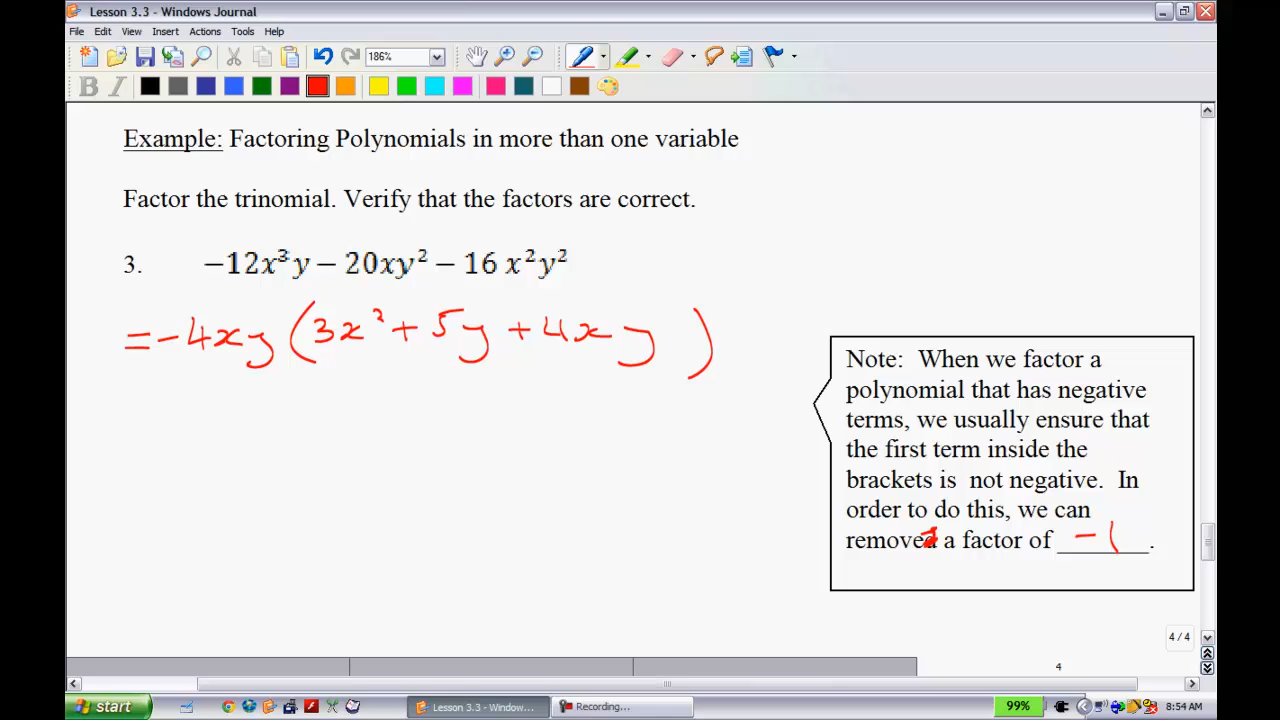 Lesson 3.3 - Windows Journal
File Edit View Insert Actions Tools Help
186%
B I
Example: Factoring Polynomials in more than one variable
Factor the trinomial. Verify that the factors are correct.
3. −12x³y − 20xy² − 16 x²y²
= −4xy (3x² + 5y + 4xy )
Note: When we factor a
polynomial that has negative
terms, we usually ensure that
the first term inside the
brackets is not negative. In
order to do this, we can
remove a factor of −1.
4 / 4
4
start
Lesson 3.3 - Window...
Recording...
99%
8:54 AM